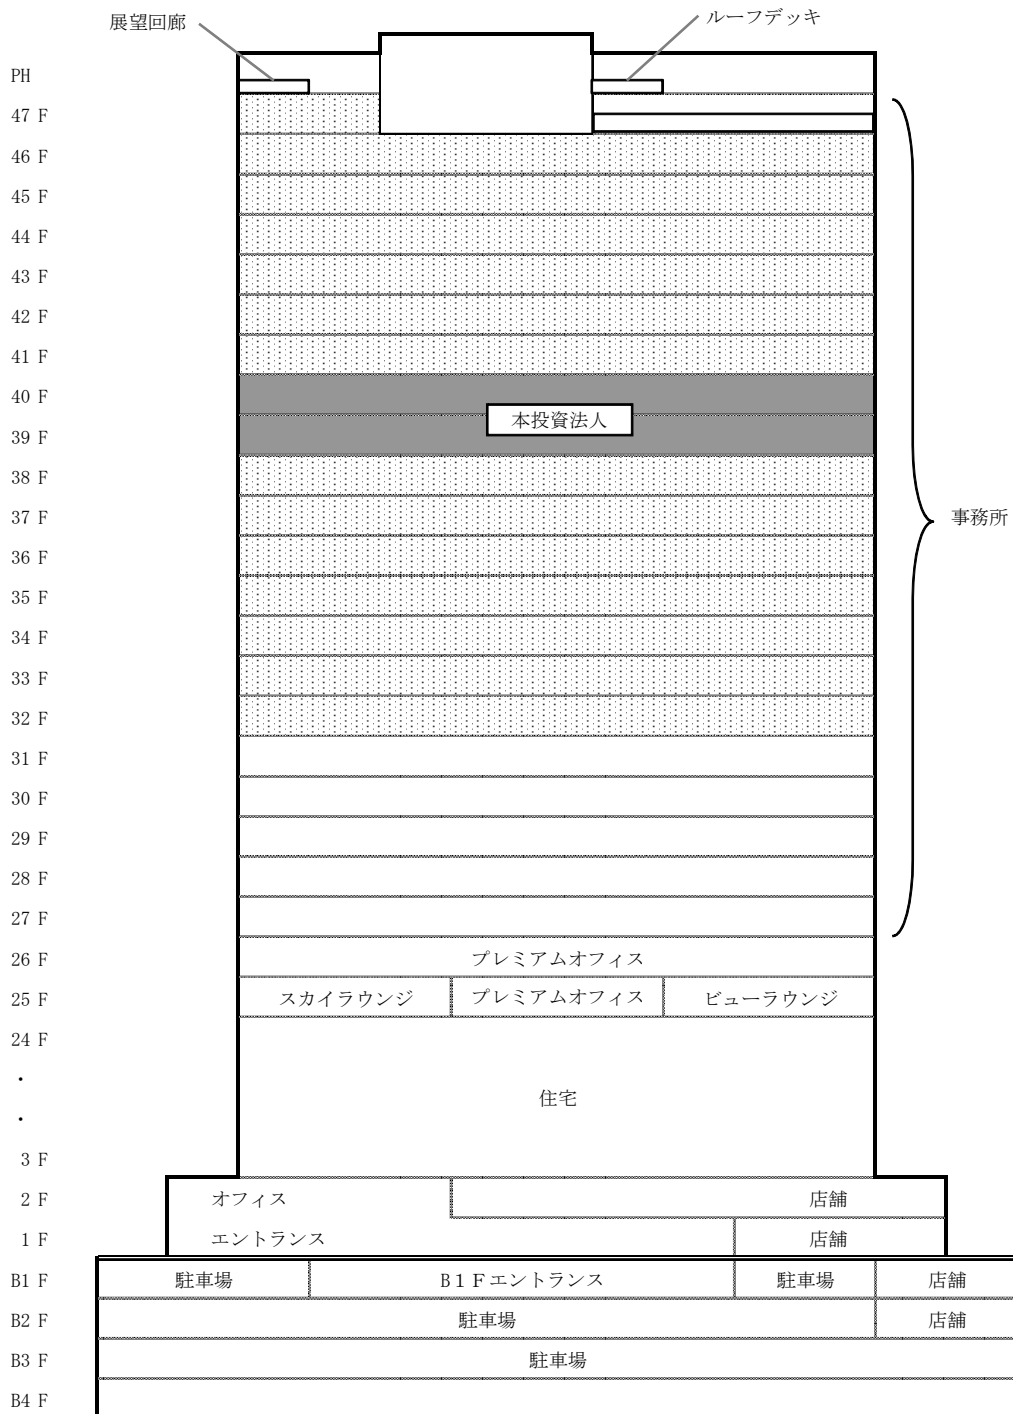 展望回廊
ルーフデッキ
PH
47 F
46 F
45 F
44 F
43 F
42 F
41 F
40 F
本投資法人
39 F
38 F
37 F
事務所
36 F
35 F
34 F
33 F
32 F
31 F
30 F
29 F
28 F
27 F
26 F プレミアムオフィス
25 F スカイラウンジ プレミアムオフィス ビューラウンジ
24 F
・
住宅
・
3 F
2 F オフィス 店舗
1 F エントランス 店舗
B1 F 駐車場 B1Fエントランス 駐車場 店舗
B2 F 駐車場 店舗
B3 F 駐車場
B4 F